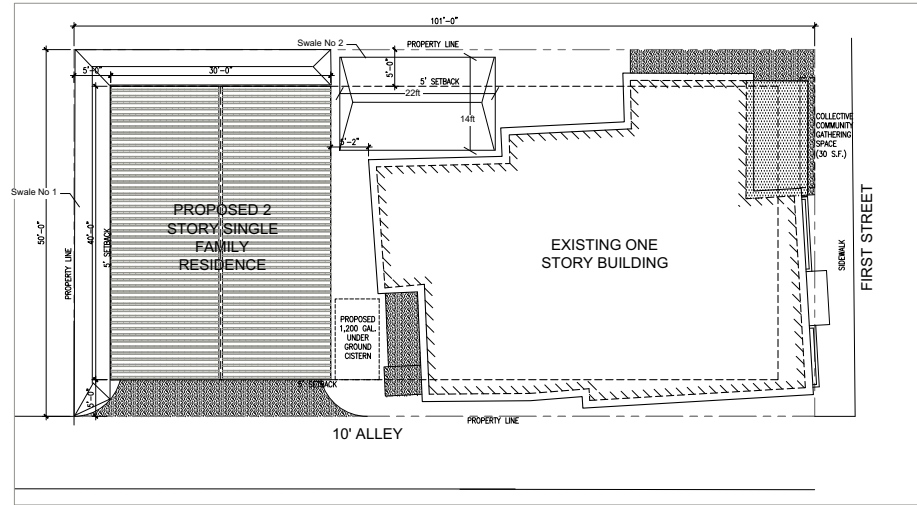 101'-0"
Swale No 2
PROPERTY LINE
5'-0"
30'-0"
5'-0"
5' SETBACK
22ft
14ft
5'-2"
COLLECTIVE
COMMUNITY
GATHERING
SPACE
(30 S.F.)
Swale No 1
50'-0"
PROPERTY LINE
40'-0"
5' SETBACK
PROPOSED 2
STORY SINGLE
FAMILY
RESIDENCE
EXISTING ONE
STORY BUILDING
SIDEWALK
FIRST STREET
PROPOSED
1,200 GAL.
UNDER
GROUND
CISTERN
5' SETBACK
5'-0"
PROPERTY LINE
10' ALLEY